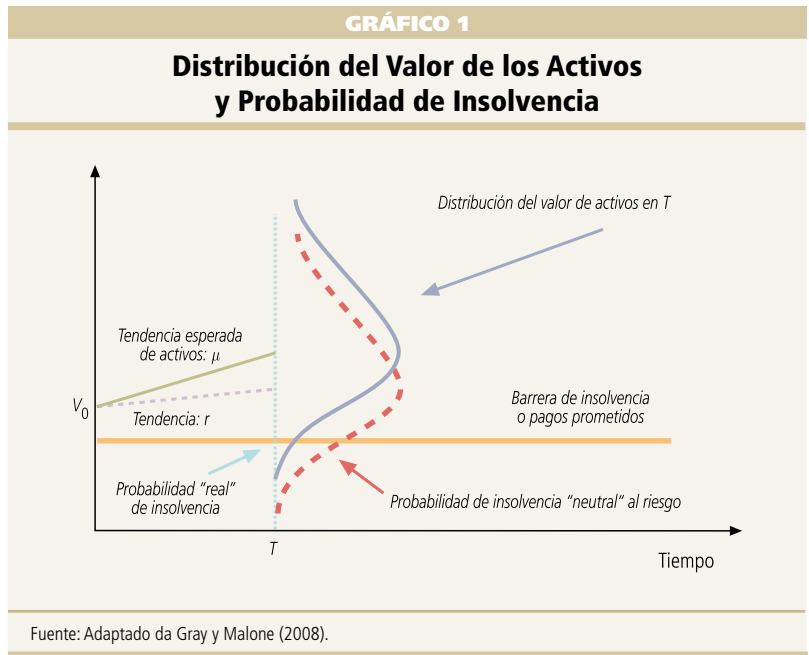 GRÁFICO 1
Distribución del Valor de los Activos
y Probabilidad de Insolvencia
Distribución del valor de activos en T
Tendencia esperada
de activos: μ
V0
Tendencia: r
Barrera de insolvencia
o pagos prometidos
Probabilidad “real”
de insolvencia
Probabilidad de insolvencia “neutral” al riesgo
T
Tiempo
Fuente: Adaptado da Gray y Malone (2008).